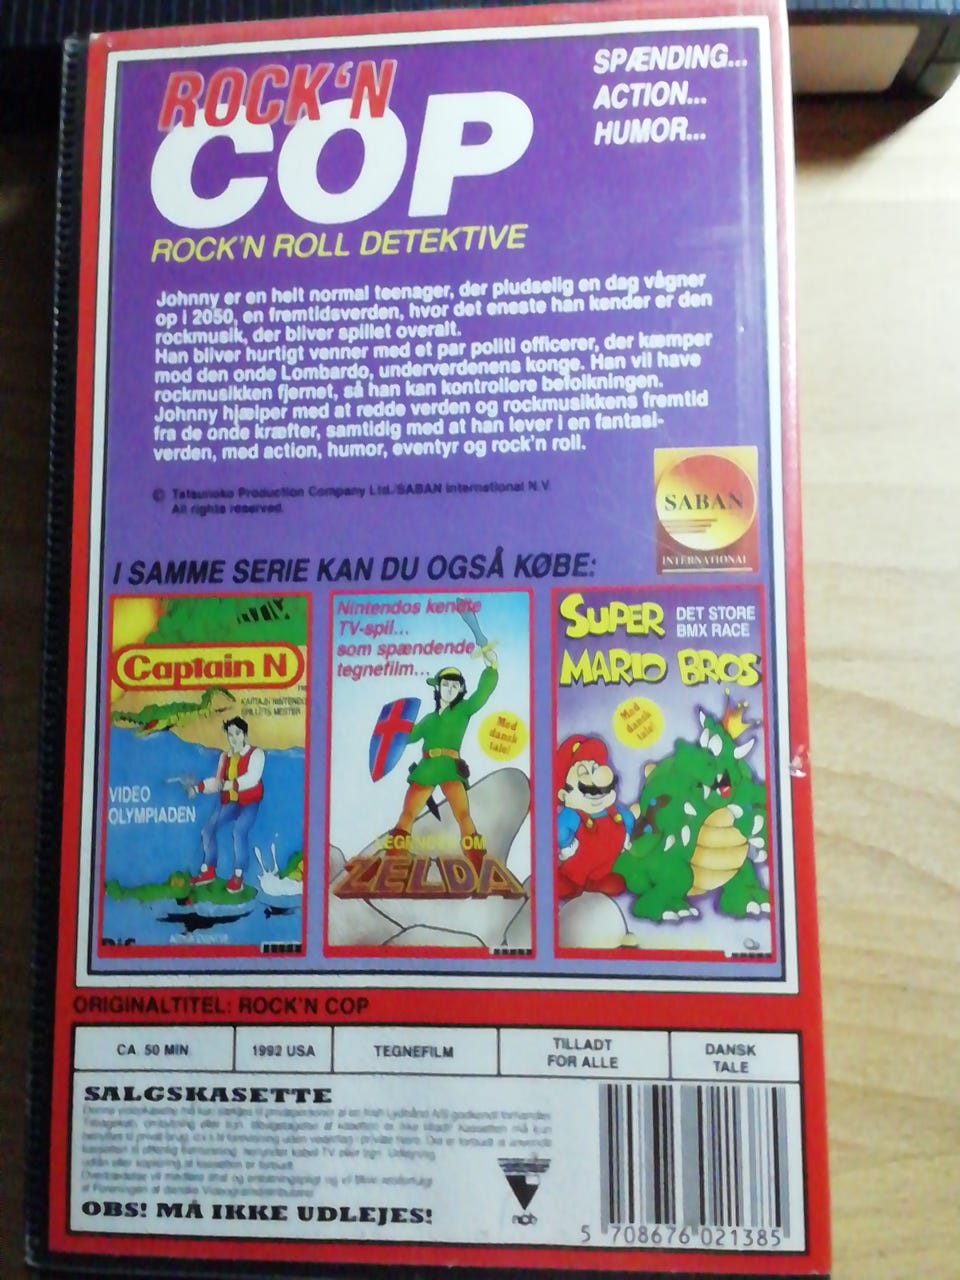 ROCK'N
COP
ROCK'N ROLL DETEKTIVE
SPÆNDING...
ACTION...
HUMOR...
Johnny er en helt normal teenager, der pludselig en dag vågner
op i 2050, en fremtidsverden, hvor det eneste han kender er den
rockmusik, der bliver spillet overalt.
Han bliver hurtigt venner med et par politi officerer, der kæmper
mod den onde Lombardo, underverdenens konge. Han vil have
rockmusikken fjernet, så han kan kontrollere befolkningen.
Johnny hjælper med at redde verden og rockmusikkens fremtid
fra de onde kræfter, samtidig med at han lever i en fantasi-
verden, med action, humor, eventyr og rock'n roll.
© Tatsunoko Production Company Ltd./SABAN International N.V.
All rights reserved.
SABAN
INTERNATIONAL
I SAMME SERIE KAN DU OGSÅ KØBE:
Captain N
TM
KAPTAJN NINTENDO
SPILLETS MESTER
VIDEO
OLYMPIADEN
Nintendos kendte
TV-spil...
som spændende
tegnefilm...
Med
dansk
tale!
LEGENDEN OM
ZELDA
SUPER
MARIO BROS
DET STORE
BMX RACE
Med
dansk
tale!
ORIGINALTITEL: ROCK'N COP
CA 50 MIN
1992 USA
TEGNEFILM
TILLADT
FOR ALLE
DANSK
TALE
SALGSKASETTE
OBS! MÅ IKKE UDLEJES!
ncb
5 708676 021385